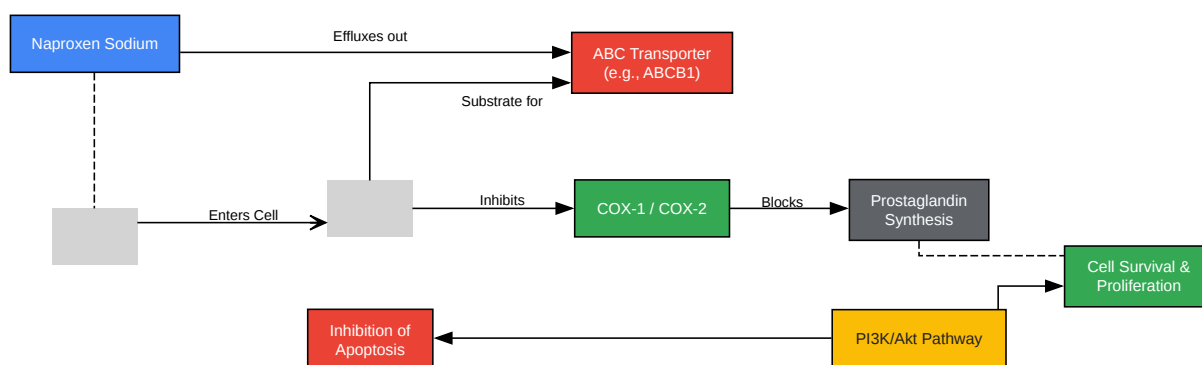 Naproxen Sodium
Effluxes out
ABC Transporter
(e.g., ABCB1)
Substrate for
Enters Cell
Inhibits
COX-1 / COX-2
Blocks
Prostaglandin
Synthesis
Cell Survival &
Proliferation
Inhibition of
Apoptosis
PI3K/Akt Pathway